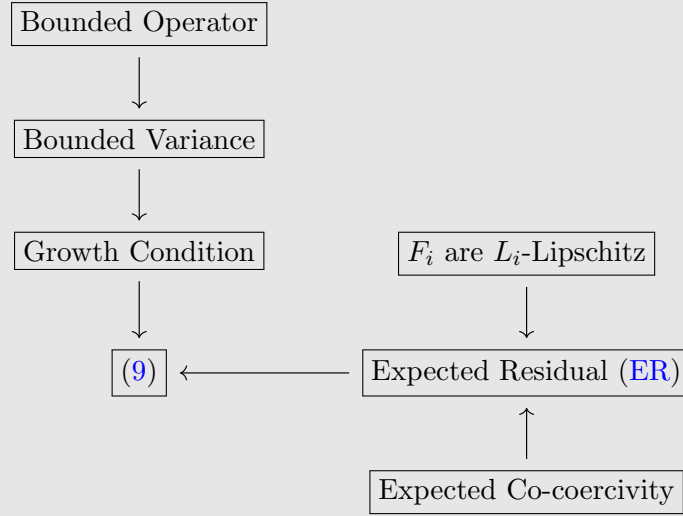 Bounded Operator
Bounded Variance
Growth Condition
F_i are L_i-Lipschitz
(9)
Expected Residual (ER)
Expected Co-coercivity